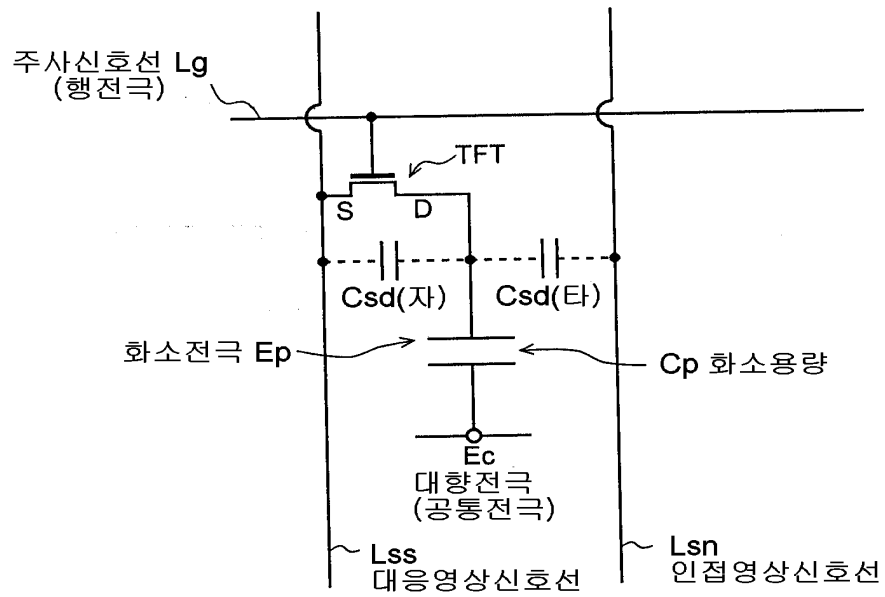 주사신호선 Lg
(행전극)
TFT
S
D
Csd(자)
Csd(타)
화소전극 Ep
Cp 화소용량
Ec
대향전극
(공통전극)
Lss
대응영상신호선
Lsn
인접영상신호선